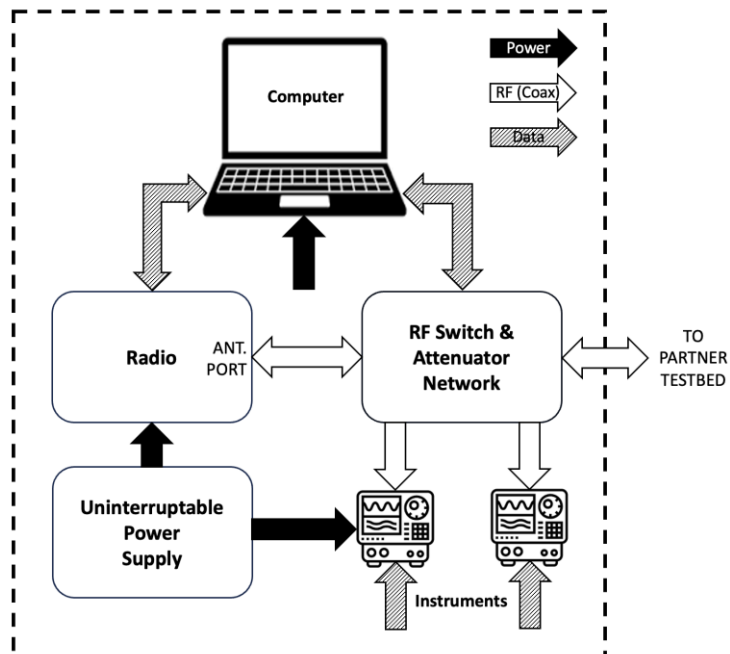 Power
Computer
RF (Coax)
Data
ANT.
PORT
Radio
RF Switch &
Attenuator
Network
TO
PARTNER
TESTBED
Uninterruptable
Power
Supply
Instruments